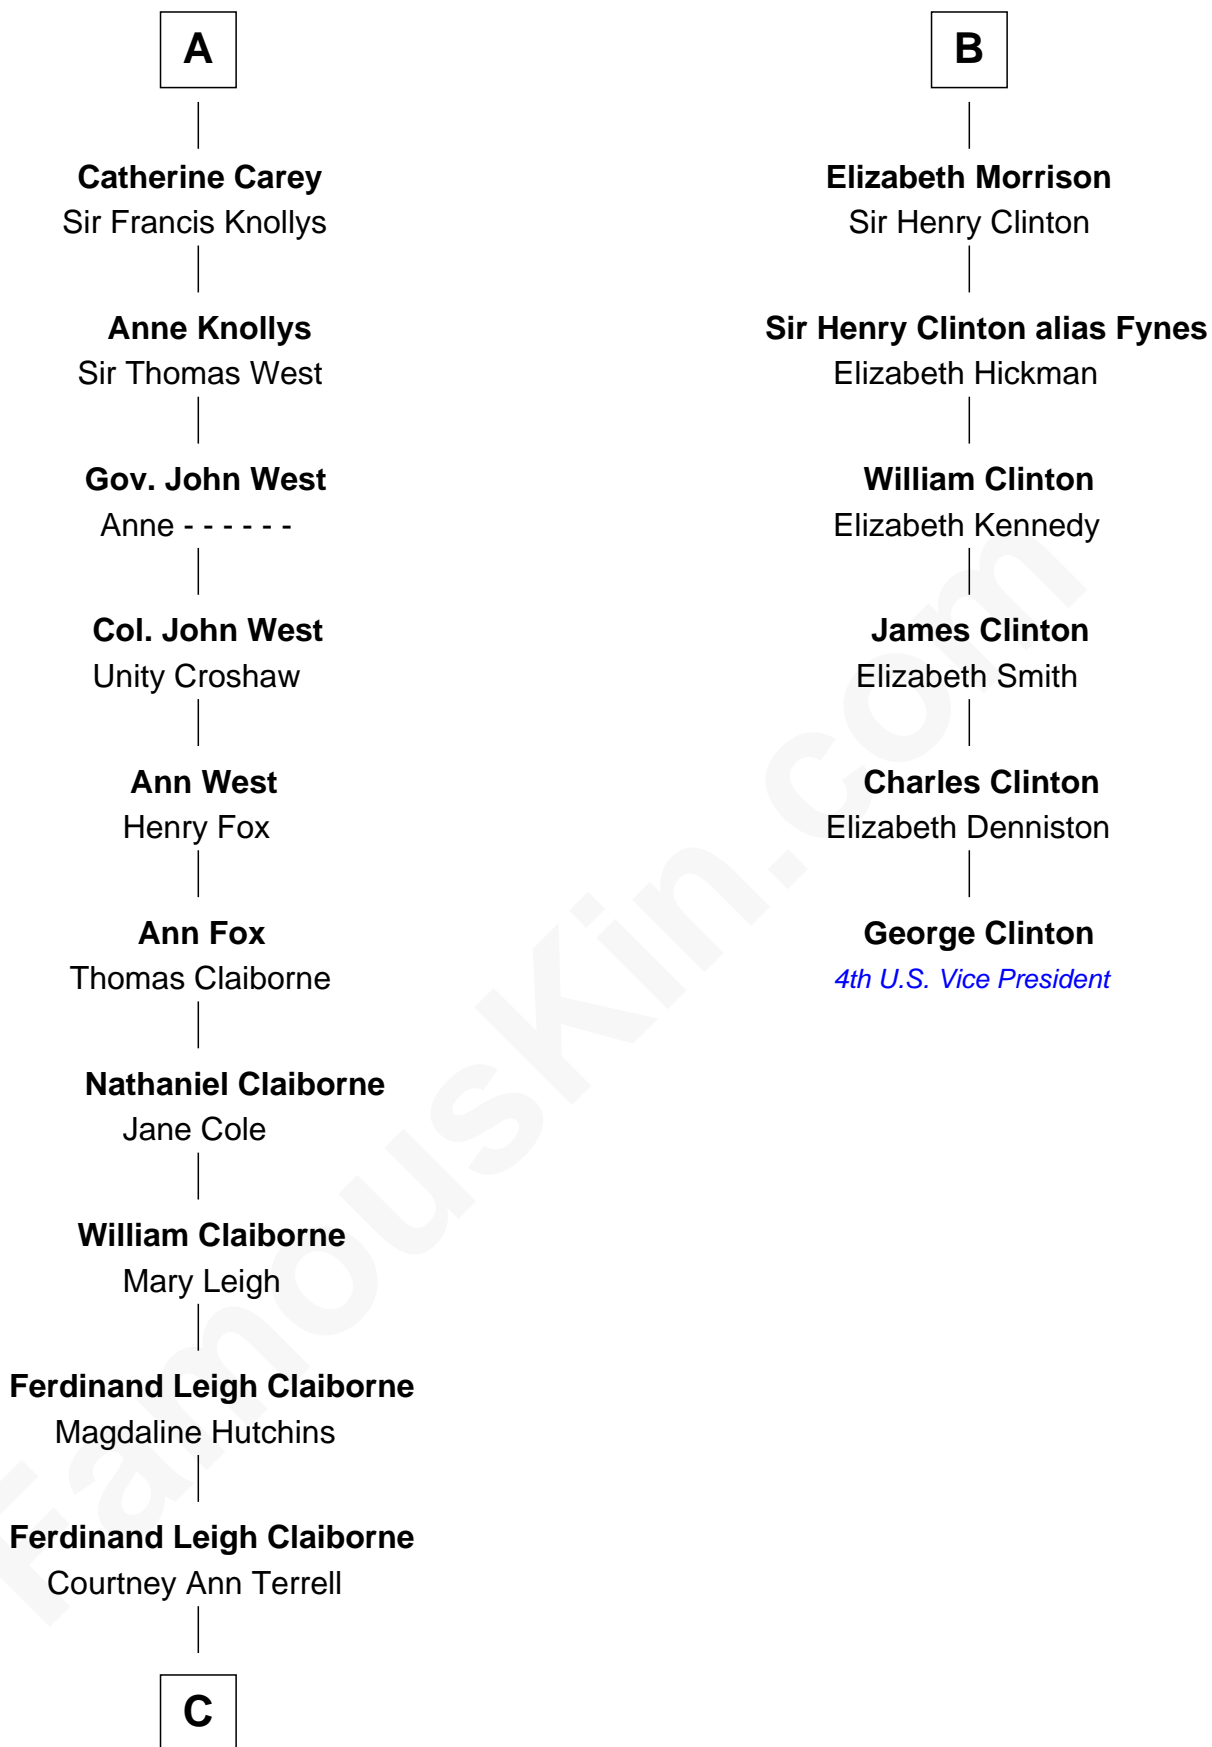 A
Catherine Carey
Sir Francis Knollys
Anne Knollys
Sir Thomas West
Gov. John West
Anne - - - - - -
Col. John West
Unity Croshaw
Ann West
Henry Fox
Ann Fox
Thomas Claiborne
Nathaniel Claiborne
Jane Cole
William Claiborne
Mary Leigh
Ferdinand Leigh Claiborne
Magdaline Hutchins
Ferdinand Leigh Claiborne
Courtney Ann Terrell
C
B
Elizabeth Morrison
Sir Henry Clinton
Sir Henry Clinton alias Fynes
Elizabeth Hickman
William Clinton
Elizabeth Kennedy
James Clinton
Elizabeth Smith
Charles Clinton
Elizabeth Denniston
George Clinton
4th U.S. Vice President
FamousKin.com